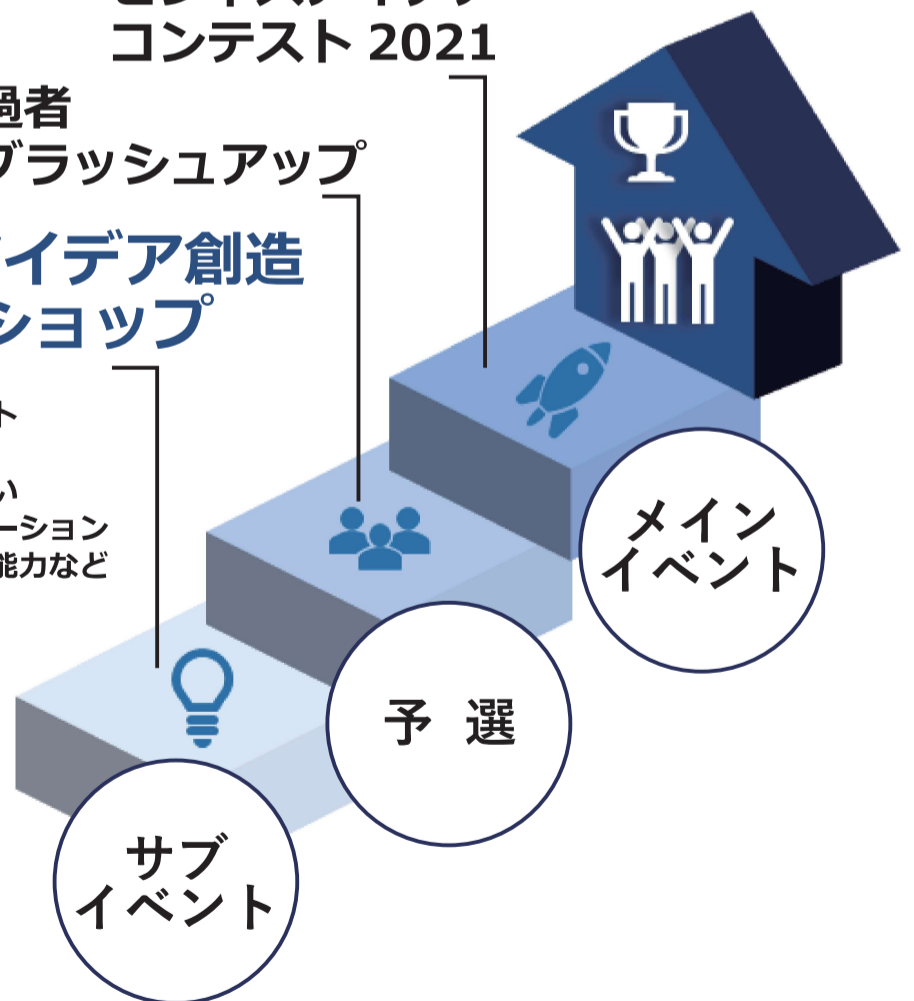 コンテスト 2021
過者
ブラッシュアップ
イデア創造
ショップ
ト
い
ーション
能力など
メイン
イベント
予 選
サブ
イベント